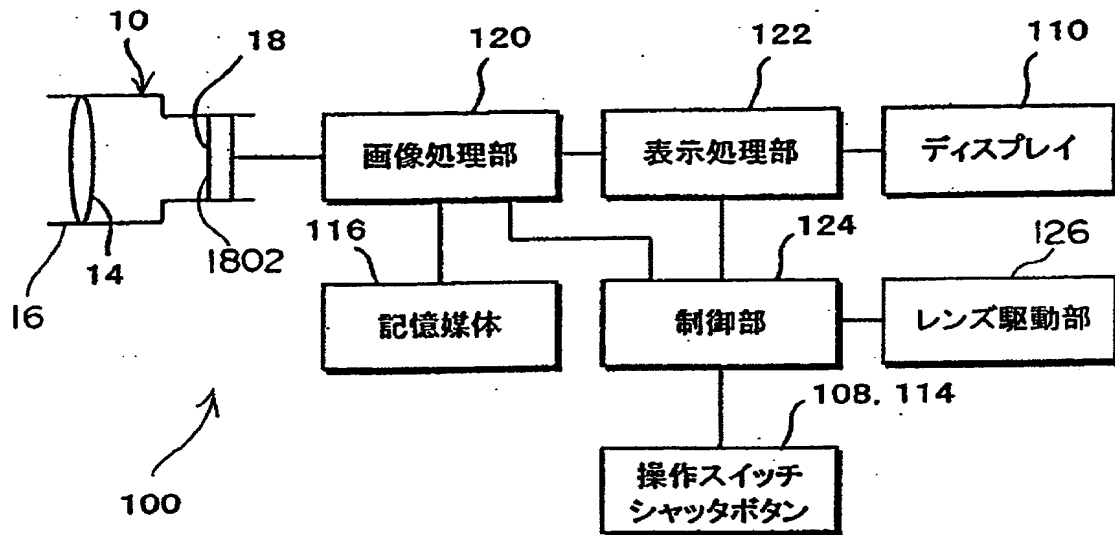 10
18
120
122
110
画像処理部
表示処理部
ディスプレイ
16
14
1802
116
124
126
記憶媒体
制御部
レンズ駆動部
108, 114
操作スイッチ
シャッタボタン
100